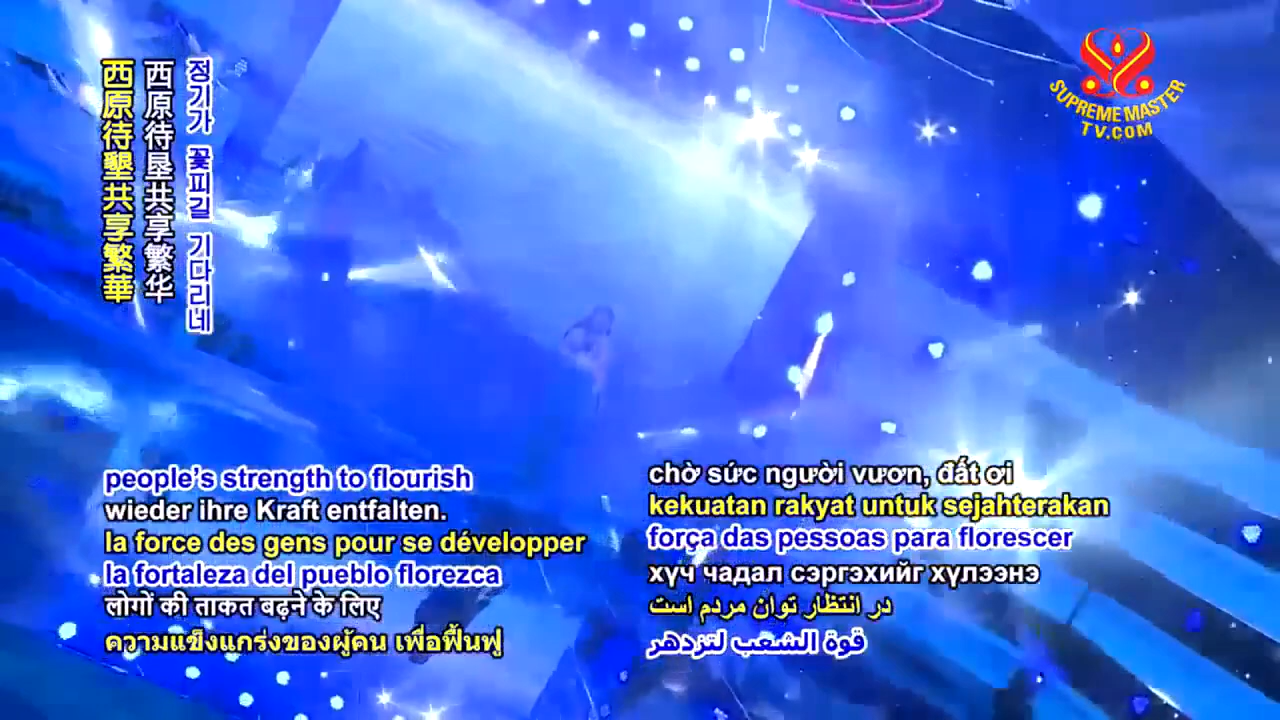 정기가 꽃피길 기다리네
西原待垦共享繁华
西原待墾共享繁華
SUPREME MASTER
TV.COM
people's strength to flourish
wieder ihre Kraft entfalten.
la force des gens pour se développer
la fortaleza del pueblo florezca
लोगों की ताकत बढ़ने के लिए
ความแข็งแกร่งของผู้คน เพื่อฟื้นฟู
chờ sức người vươn, đất ơi
kekuatan rakyat untuk sejahterakan
força das pessoas para florescer
хүч чадал сэргэхийг хүлээнэ
در انتظار توان مردم است
قوة الشعب لتزدهر